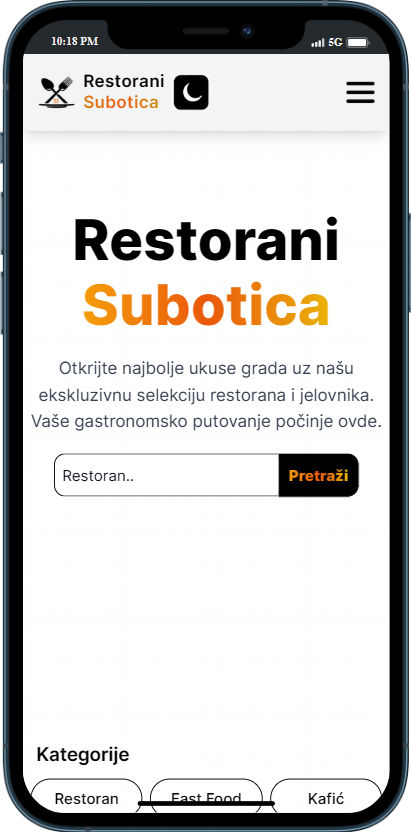 10:18 PM
5G
Restorani
Subotica
Restorani
Subotica
Otkrijte najbolje ukuse grada uz našu
ekskluzivnu selekciju restorana i jelovnika.
Vaše gastronomsko putovanje počinje ovde.
Restoran..
Pretraži
Kategorije
Restoran
Fast Food
Kafić